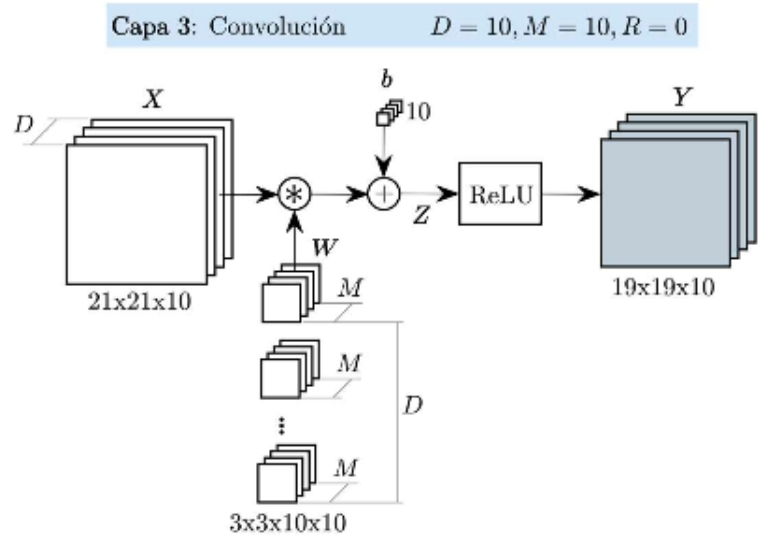 Capa 3: Convolución D = 10, M = 10, R = 0
b
X
10
Y
D
*
+
ReLU
Z
W
M
21x21x10
19x19x10
M
D
⋮
M
3x3x10x10